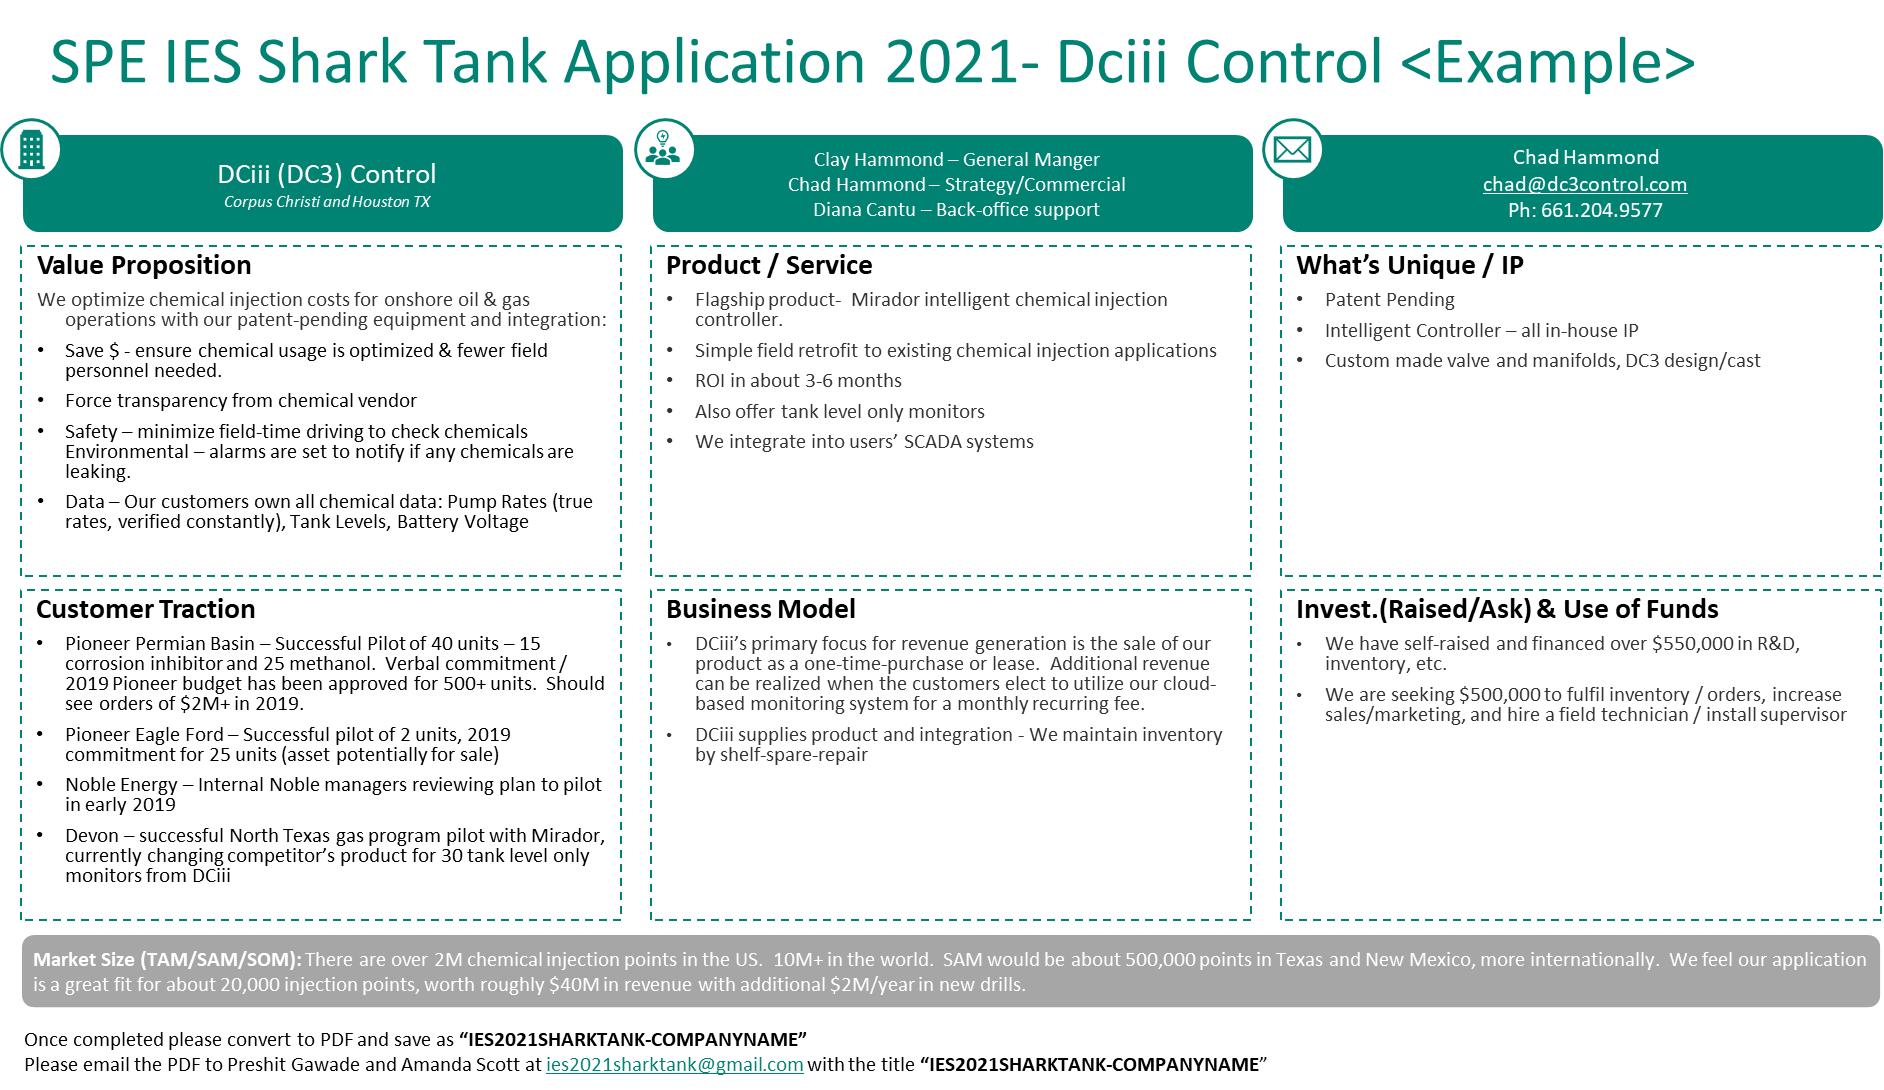 SPE IES Shark Tank Application 2021- Dciii Control <Example>
DCiii (DC3) Control
Corpus Christi and Houston TX
Clay Hammond – General Manger
Chad Hammond – Strategy/Commercial
Diana Cantu – Back-office support
Chad Hammond
chad@dc3control.com
Ph: 661.204.9577
Value Proposition
We optimize chemical injection costs for onshore oil & gas
operations with our patent-pending equipment and integration:
• Save $ - ensure chemical usage is optimized & fewer field
personnel needed.
• Force transparency from chemical vendor
• Safety – minimize field-time driving to check chemicals
Environmental – alarms are set to notify if any chemicals are
leaking.
• Data – Our customers own all chemical data: Pump Rates (true
rates, verified constantly), Tank Levels, Battery Voltage
Product / Service
• Flagship product- Mirador intelligent chemical injection
controller.
• Simple field retrofit to existing chemical injection applications
• ROI in about 3-6 months
• Also offer tank level only monitors
• We integrate into users’ SCADA systems
What’s Unique / IP
• Patent Pending
• Intelligent Controller – all in-house IP
• Custom made valve and manifolds, DC3 design/cast
Customer Traction
• Pioneer Permian Basin – Successful Pilot of 40 units – 15
corrosion inhibitor and 25 methanol. Verbal commitment /
2019 Pioneer budget has been approved for 500+ units. Should
see orders of $2M+ in 2019.
• Pioneer Eagle Ford – Successful pilot of 2 units, 2019
commitment for 25 units (asset potentially for sale)
• Noble Energy – Internal Noble managers reviewing plan to pilot
in early 2019
• Devon – successful North Texas gas program pilot with Mirador,
currently changing competitor’s product for 30 tank level only
monitors from DCiii
Business Model
• DCiii’s primary focus for revenue generation is the sale of our
product as a one-time-purchase or lease. Additional revenue
can be realized when the customers elect to utilize our cloud-
based monitoring system for a monthly recurring fee.
• DCiii supplies product and integration - We maintain inventory
by shelf-spare-repair
Invest.(Raised/Ask) & Use of Funds
• We have self-raised and financed over $550,000 in R&D,
inventory, etc.
• We are seeking $500,000 to fulfil inventory / orders, increase
sales/marketing, and hire a field technician / install supervisor
Market Size (TAM/SAM/SOM): There are over 2M chemical injection points in the US. 10M+ in the world. SAM would be about 500,000 points in Texas and New Mexico, more internationally. We feel our application
is a great fit for about 20,000 injection points, worth roughly $40M in revenue with additional $2M/year in new drills.
Once completed please convert to PDF and save as “IES2021SHARKTANK-COMPANYNAME”
Please email the PDF to Preshit Gawade and Amanda Scott at ies2021sharktank@gmail.com with the title “IES2021SHARKTANK-COMPANYNAME”